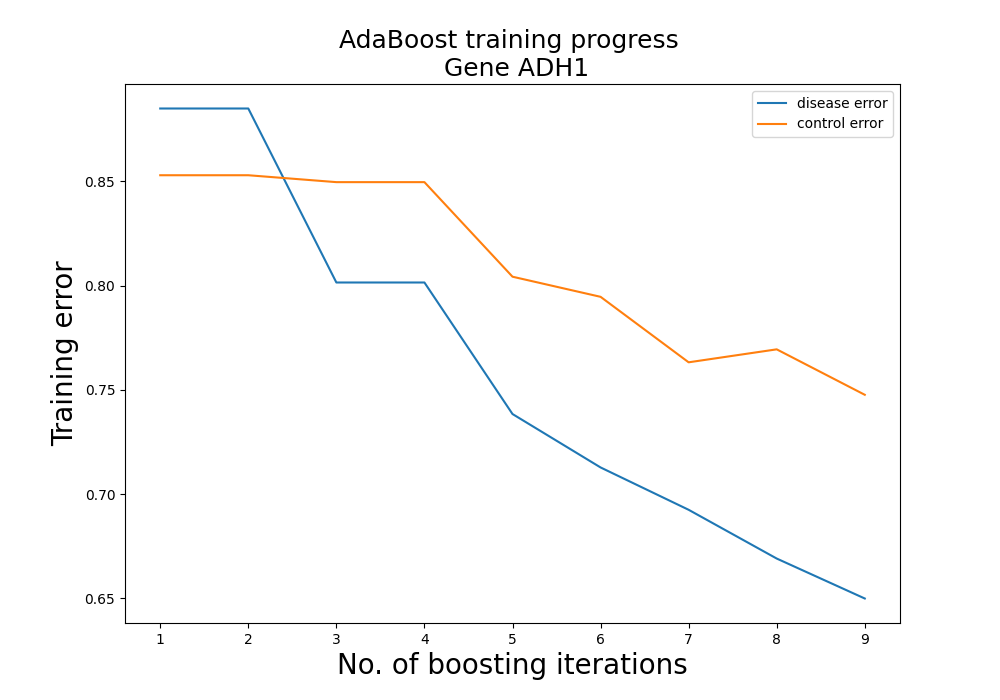 AdaBoost training progress
Gene ADH1
disease error
control error
Training error
0.85
0.80
0.75
0.70
0.65
1 2 3 4 5 6 7 8 9
No. of boosting iterations